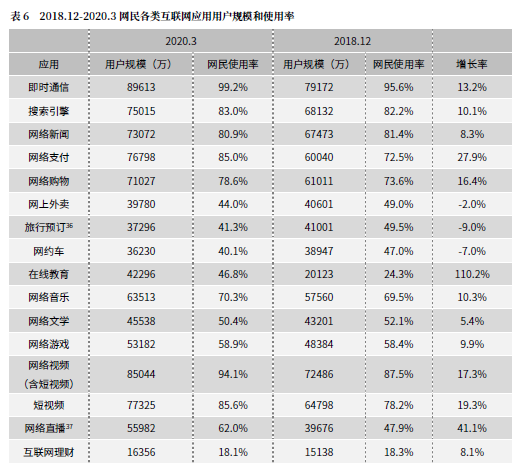 表 6 2018.12-2020.3 网民各类互联网应用用户规模和使用率
2020.3 2018.12
应用 用户规模（万） 网民使用率 用户规模（万） 网民使用率 增长率
即时通信 89613 99.2% 79172 95.6% 13.2%
搜索引擎 75015 83.0% 68132 82.2% 10.1%
网络新闻 73072 80.9% 67473 81.4% 8.3%
网络支付 76798 85.0% 60040 72.5% 27.9%
网络购物 71027 78.6% 61011 73.6% 16.4%
网上外卖 39780 44.0% 40601 49.0% -2.0%
旅行预订36 37296 41.3% 41001 49.5% -9.0%
网约车 36230 40.1% 38947 47.0% -7.0%
在线教育 42296 46.8% 20123 24.3% 110.2%
网络音乐 63513 70.3% 57560 69.5% 10.3%
网络文学 45538 50.4% 43201 52.1% 5.4%
网络游戏 53182 58.9% 48384 58.4% 9.9%
网络视频
（含短视频） 85044 94.1% 72486 87.5% 17.3%
短视频 77325 85.6% 64798 78.2% 19.3%
网络直播37 55982 62.0% 39676 47.9% 41.1%
互联网理财 16356 18.1% 15138 18.3% 8.1%